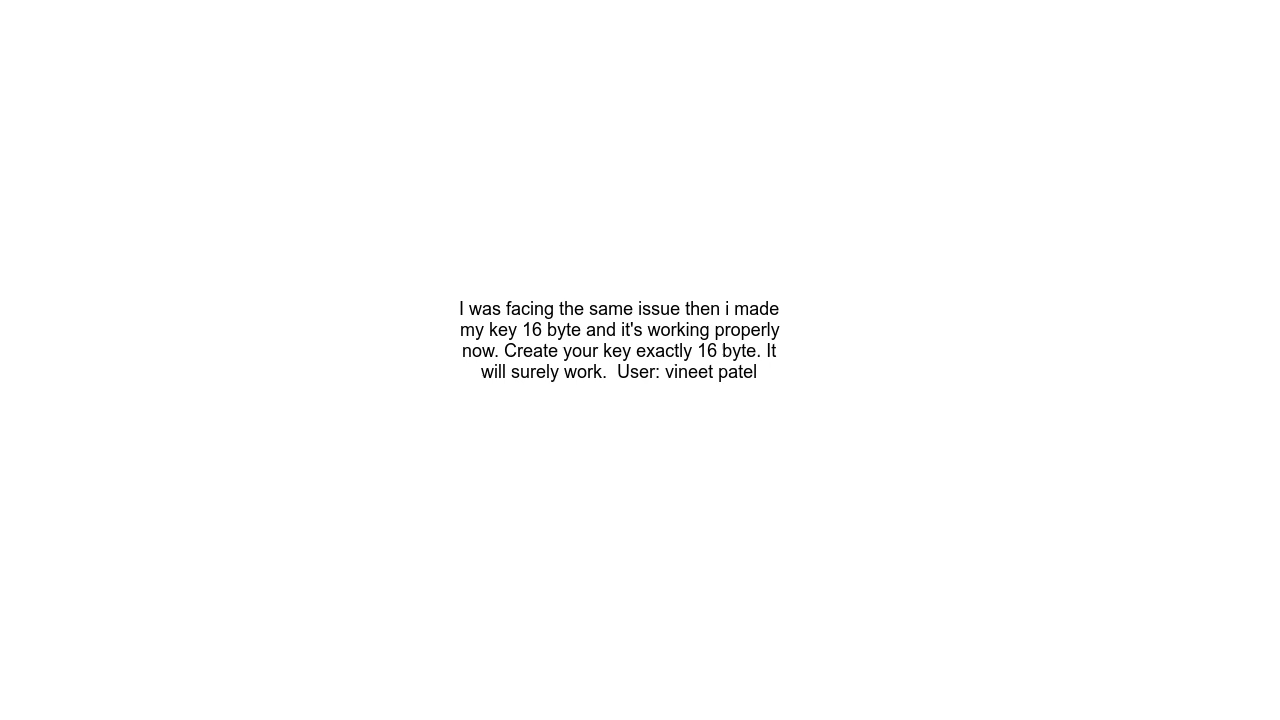 I was facing the same issue then i made
my key 16 byte and it's working properly
now. Create your key exactly 16 byte. It
will surely work.  User: vineet patel